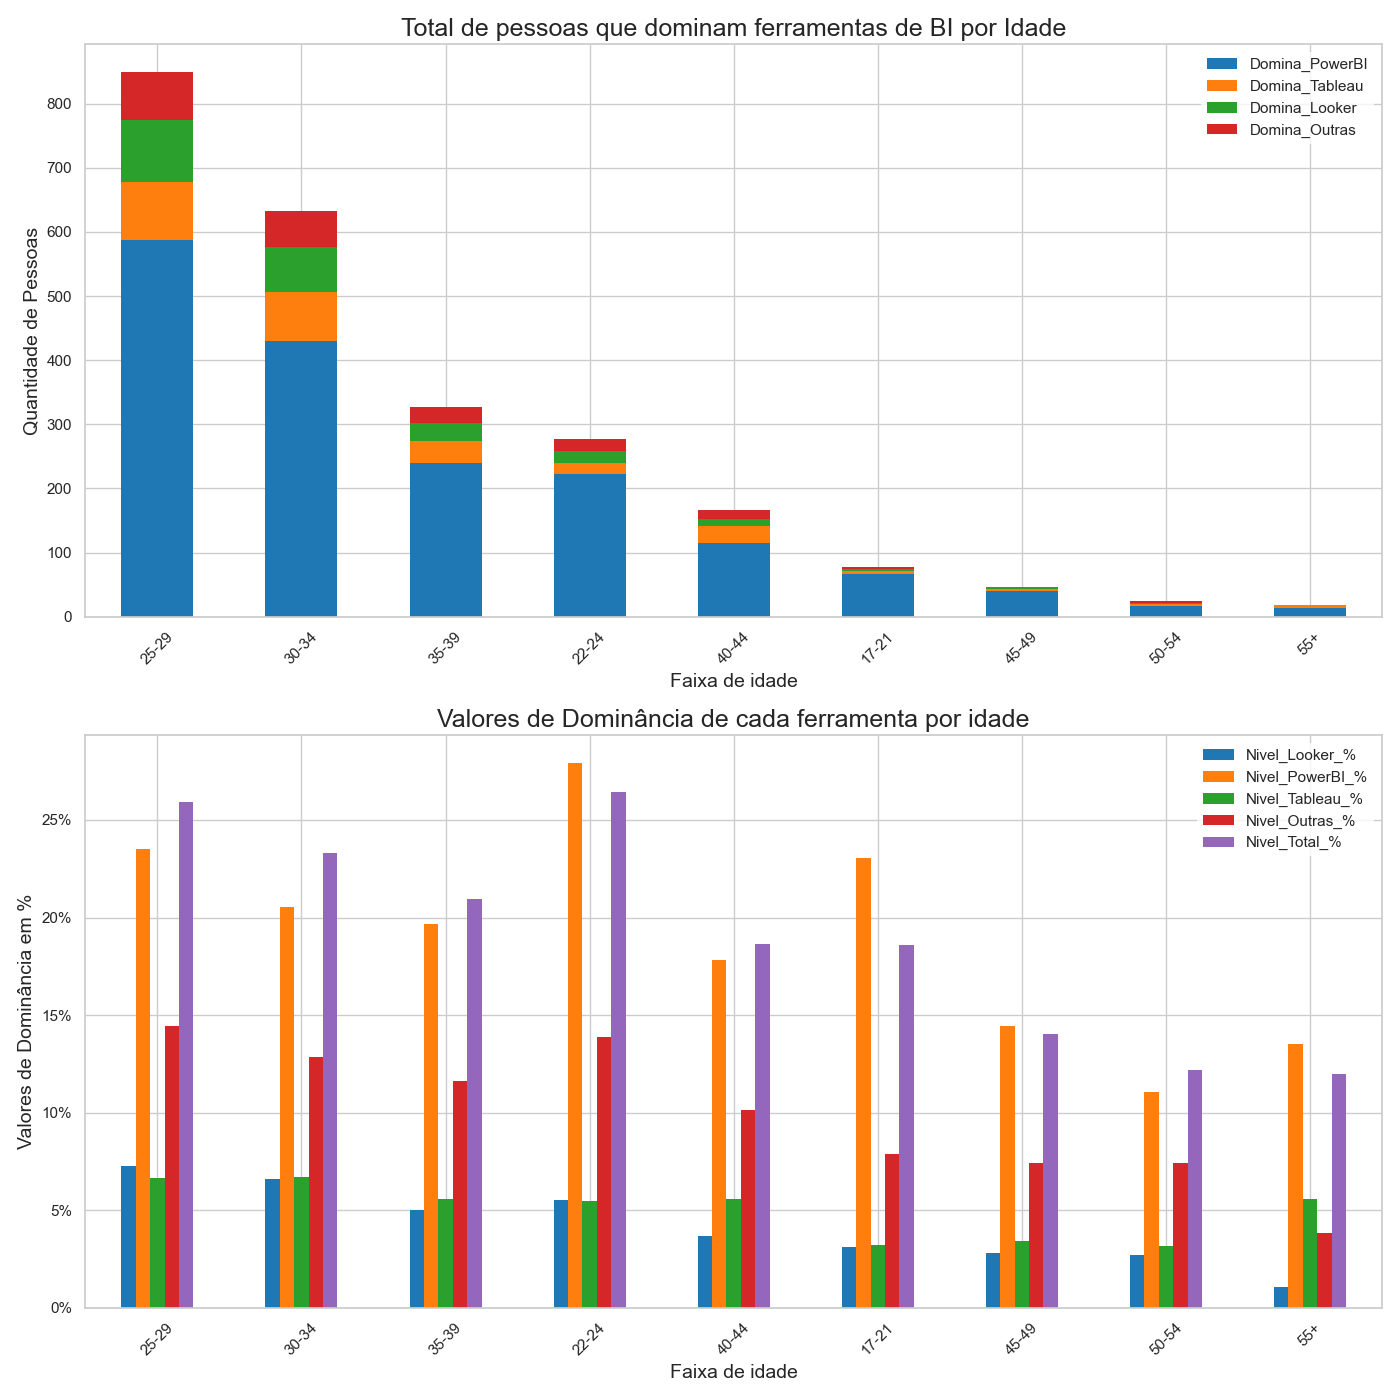 Total de pessoas que dominam ferramentas de BI por Idade
Domina_PowerBI
Domina_Tableau
Domina_Looker
Domina_Outras
Quantidade de Pessoas
800
700
600
500
400
300
200
100
0
25-29
30-34
35-39
22-24
40-44
17-21
45-49
50-54
55+
Faixa de idade
Valores de Dominância de cada ferramenta por idade
Nivel_Looker_%
Nivel_PowerBI_%
Nivel_Tableau_%
Nivel_Outras_%
Nivel_Total_%
Valores de Dominância em %
25%
20%
15%
10%
5%
0%
25-29
30-34
35-39
22-24
40-44
17-21
45-49
50-54
55+
Faixa de idade